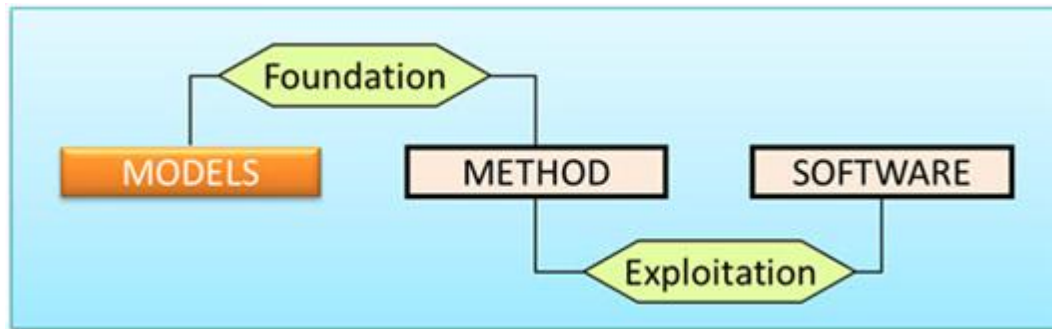 Foundation
MODELS
METHOD
SOFTWARE
Exploitation